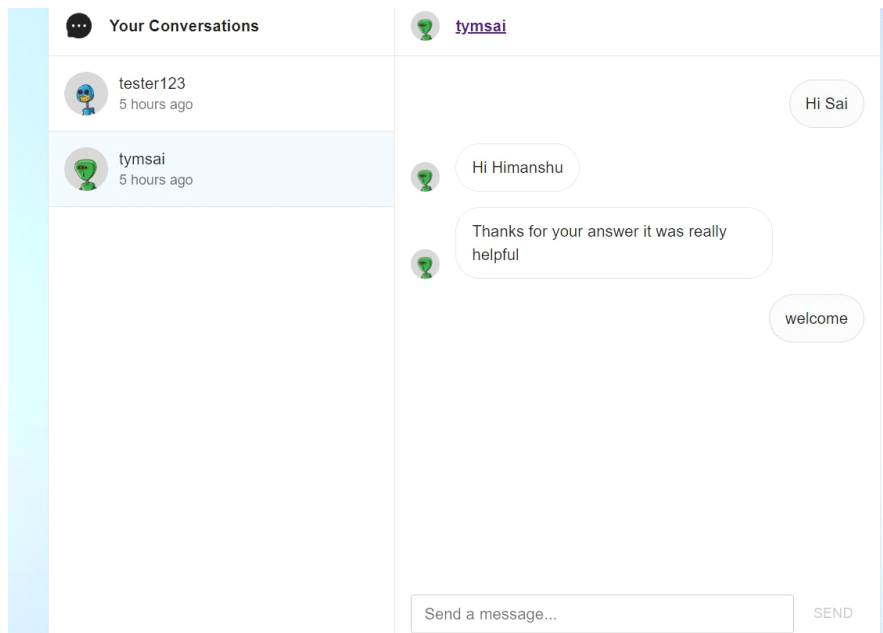 Your Conversations
tester123
5 hours ago
tymsai
5 hours ago
tymsai
Hi Sai
Hi Himanshu
Thanks for your answer it was really
helpful
welcome
Send a message...
SEND